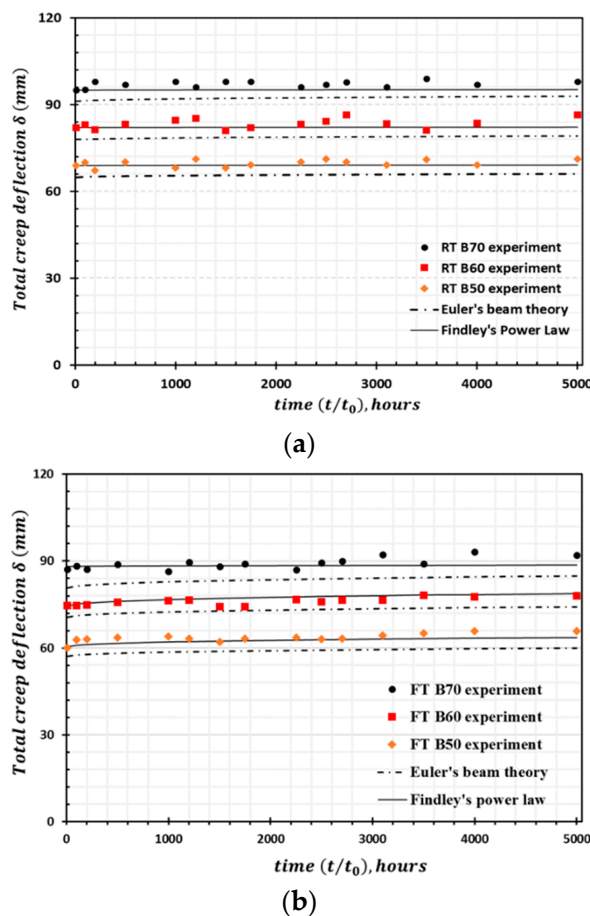 120
90
60
30
0
Total creep deflection δ (mm)
RT B70 experiment
RT B60 experiment
RT B50 experiment
Euler's beam theory
Findley's Power Law
0 1000 2000 3000 4000 5000
time (t/t₀), hours
(a)
120
90
60
30
0
Total creep deflection δ (mm)
FT B70 experiment
FT B60 experiment
FT B50 experiment
Euler's beam theory
Findley's power law
0 1000 2000 3000 4000 5000
time (t/t₀), hours
(b)